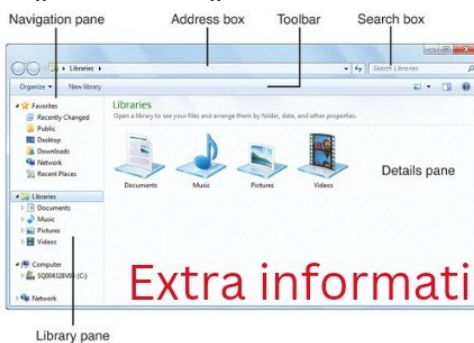 Navigation pane
Address box
Toolbar
Search box
Libraries
Search Libraries
Organize
New library
Favorites
Recently Changed
Public
Desktop
Downloads
Network
Recent Places
Libraries
Documents
Music
Pictures
Videos
Computer
SQ004328V03 (C:)
Network
Libraries
Open a library to see your files and arrange them by folder, date, and other properties.
Documents
Music
Pictures
Videos
Details pane
Extra informati
Library pane